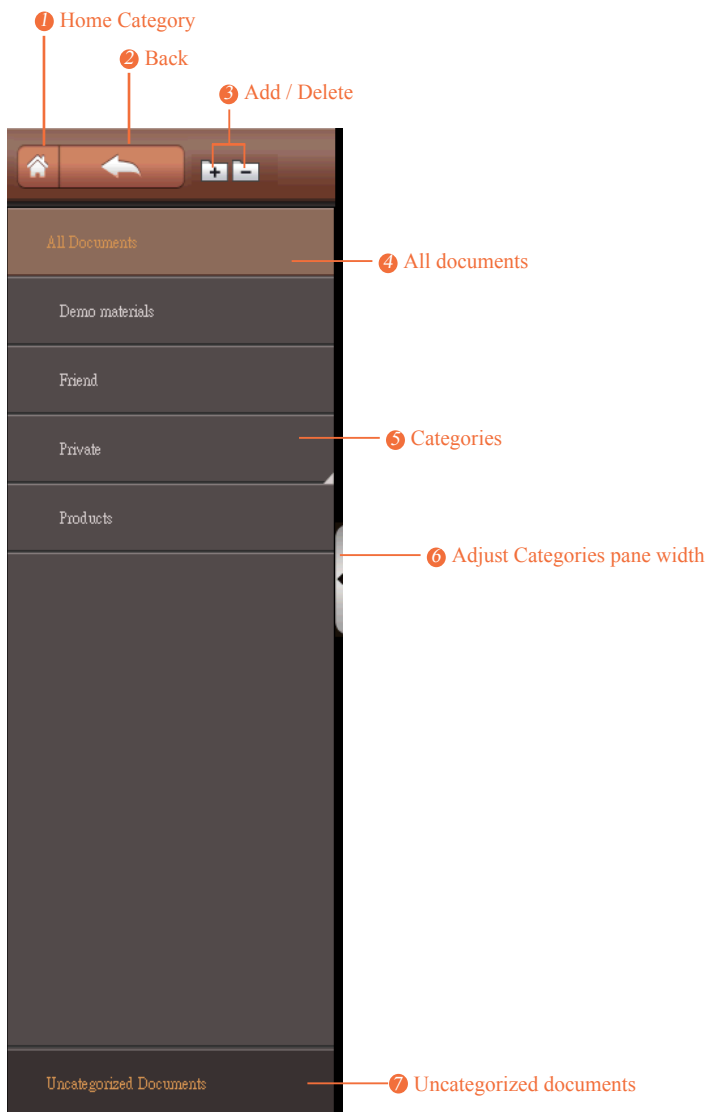 1 Home Category
2 Back
3 Add / Delete
All Documents
4 All documents
Demo materials
Friend
Private
5 Categories
Products
6 Adjust Categories pane width
Uncategorized Documents
7 Uncategorized documents